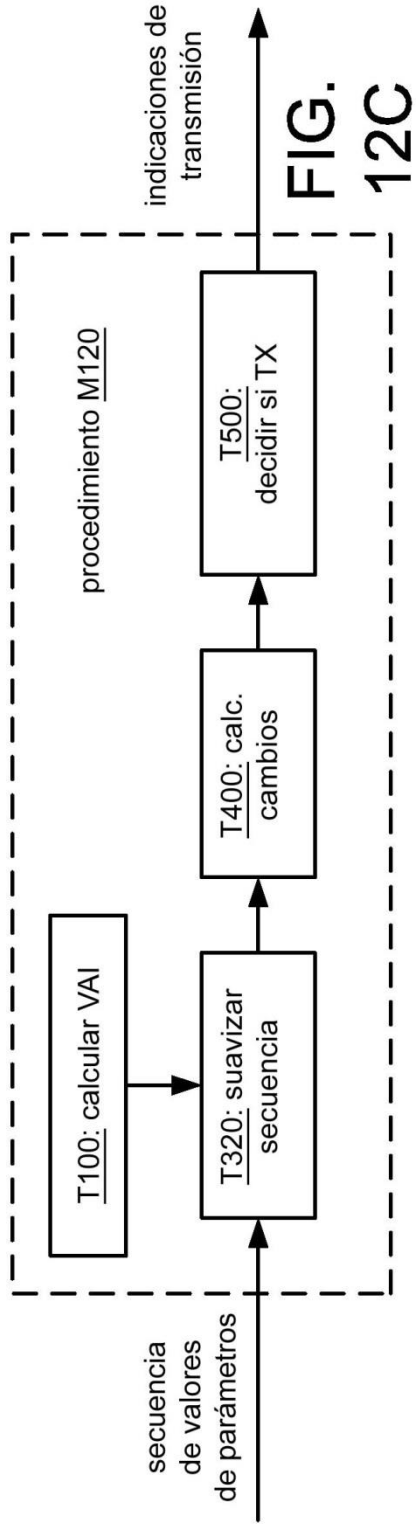 procedimiento M120
T100: calcular VAI
secuencia
de valores
de parámetros
T320: suavizar
secuencia
T400: calc.
cambios
T500:
decidir si TX
indicaciones de
transmisión
FIG.
12C